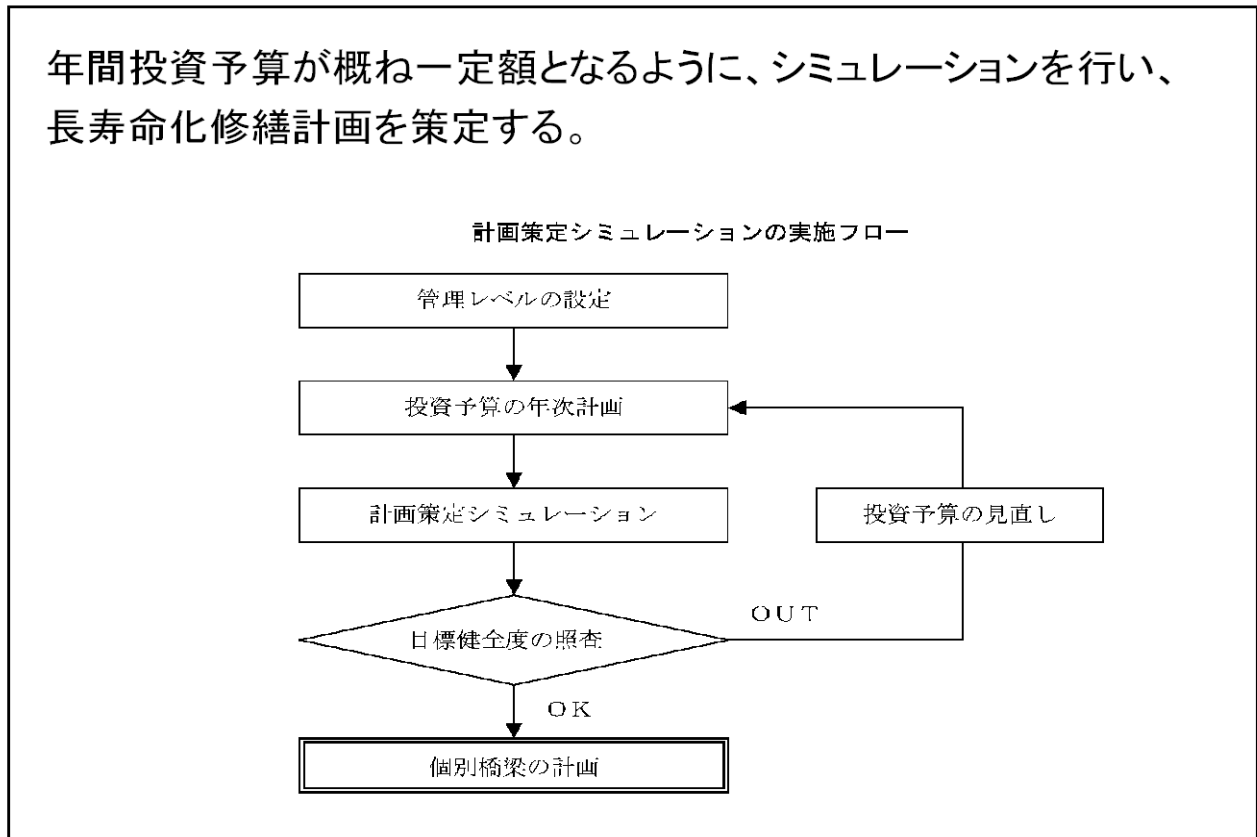 年間投資予算が概ね一定額となるように、シミュレーションを行い、
長寿命化修繕計画を策定する。
計画策定シミュレーションの実施フロー
管理レベルの設定
投資予算の年次計画
計画策定シミュレーション
投資予算の見直し
目標健全度の照査
ＯＵＴ
ＯＫ
個別橋梁の計画